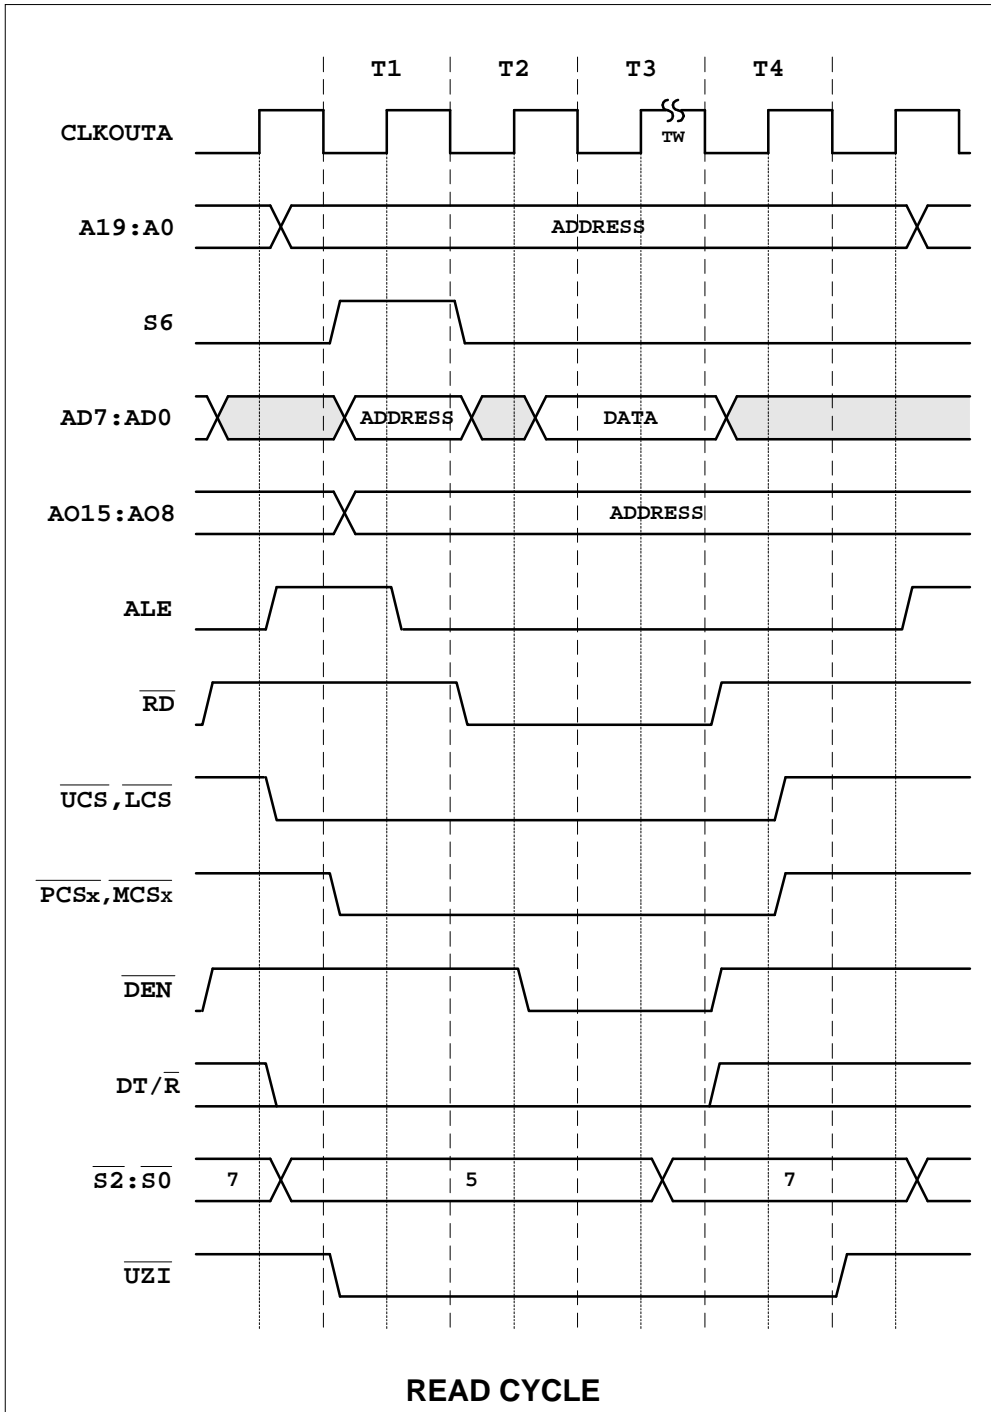 T1 T2 T3 T4
CLKOUTA
TW
A19:A0
ADDRESS
S6
AD7:AD0
ADDRESS DATA
AO15:AO8
ADDRESS
ALE
RD
UCS,LCS
PCSx,MCSx
DEN
DT/R
S2:S0
7 5 7
UZI
READ CYCLE